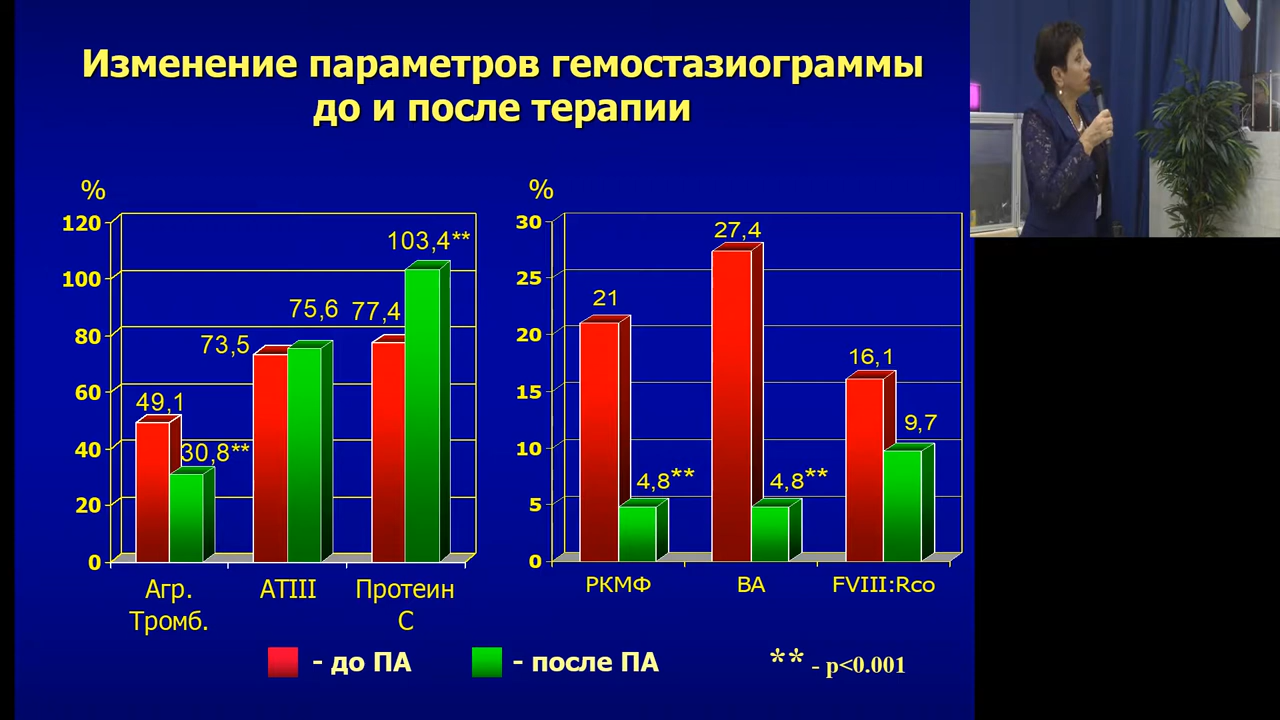 Изменение параметров гемостазиограммы
до и после терапии
%
120
100
80
60
40
20
0
49,1
30,8**
73,5
75,6
77,4
103,4**
Агр.
Тромб.
АТIII
Протеин
С
%
30
25
20
15
10
5
0
21
4,8**
27,4
4,8**
16,1
9,7
РКМФ
ВА
FVIII:Rco
- до ПА
- после ПА
** - p<0.001